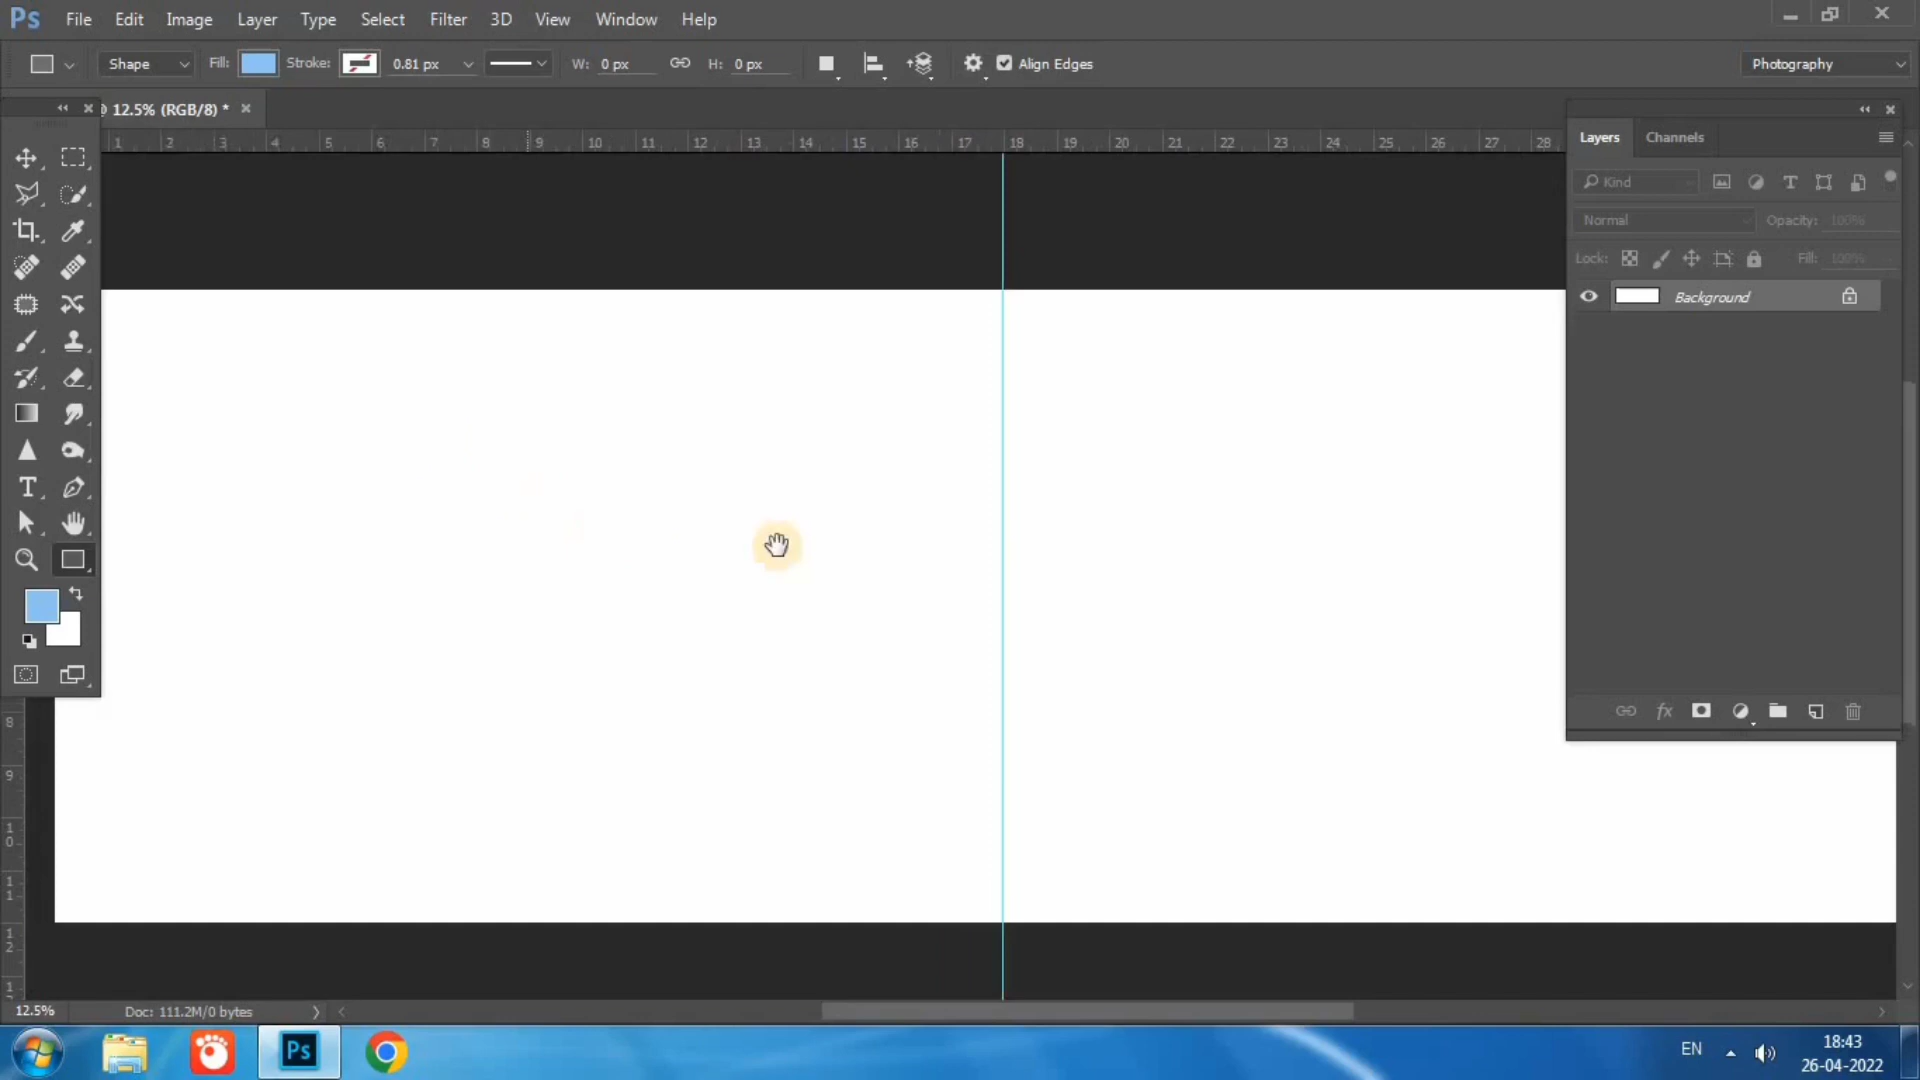 Ps File Edit Image Layer Type Select Filter 3D View Window Help
Shape Fill: Stroke: 0.81 px W: 0 px H: 0 px Align Edges Photography
12.5% (RGB/8) *
1 2 3 4 5 6 7 8 9 10 11 12 13 14 15 16 17 18 19 20 21 22 23 24 25 26 27 28
Layers Channels
Kind
Normal Opacity: 100%
Lock: Fill: 100%
Background
8
9
10
11
12
1
12.5% Doc: 111.2M/0 bytes
Ps EN 18:43
26-04-2022